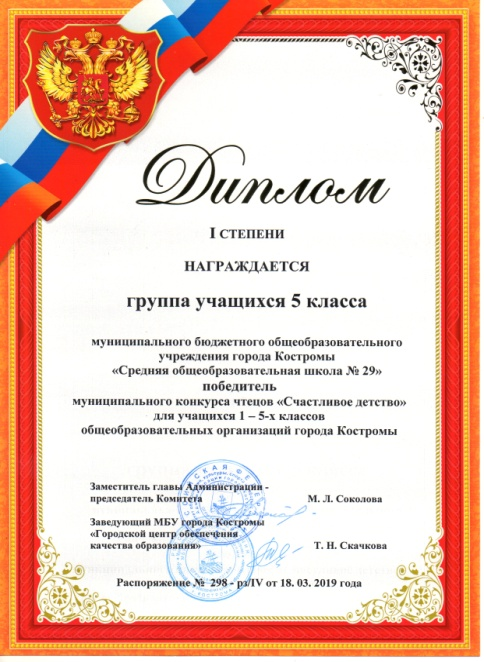 Диплом
I СТЕПЕНИ
НАГРАЖДАЕТСЯ
группа учащихся 5 класса
муниципального бюджетного общеобразовательного
учреждения города Костромы
«Средняя общеобразовательная школа № 29»
победитель
муниципального конкурса чтецов «Счастливое детство»
для учащихся 1 – 5-х классов
общеобразовательных организаций города Костромы
Заместитель главы Администрации -
председатель Комитета М. Л. Соколова
Заведующий МБУ города Костромы
«Городской центр обеспечения
качества образования» Т. Н. Скачкова
Распоряжение № 298 - рз/IV от 18. 03. 2019 года